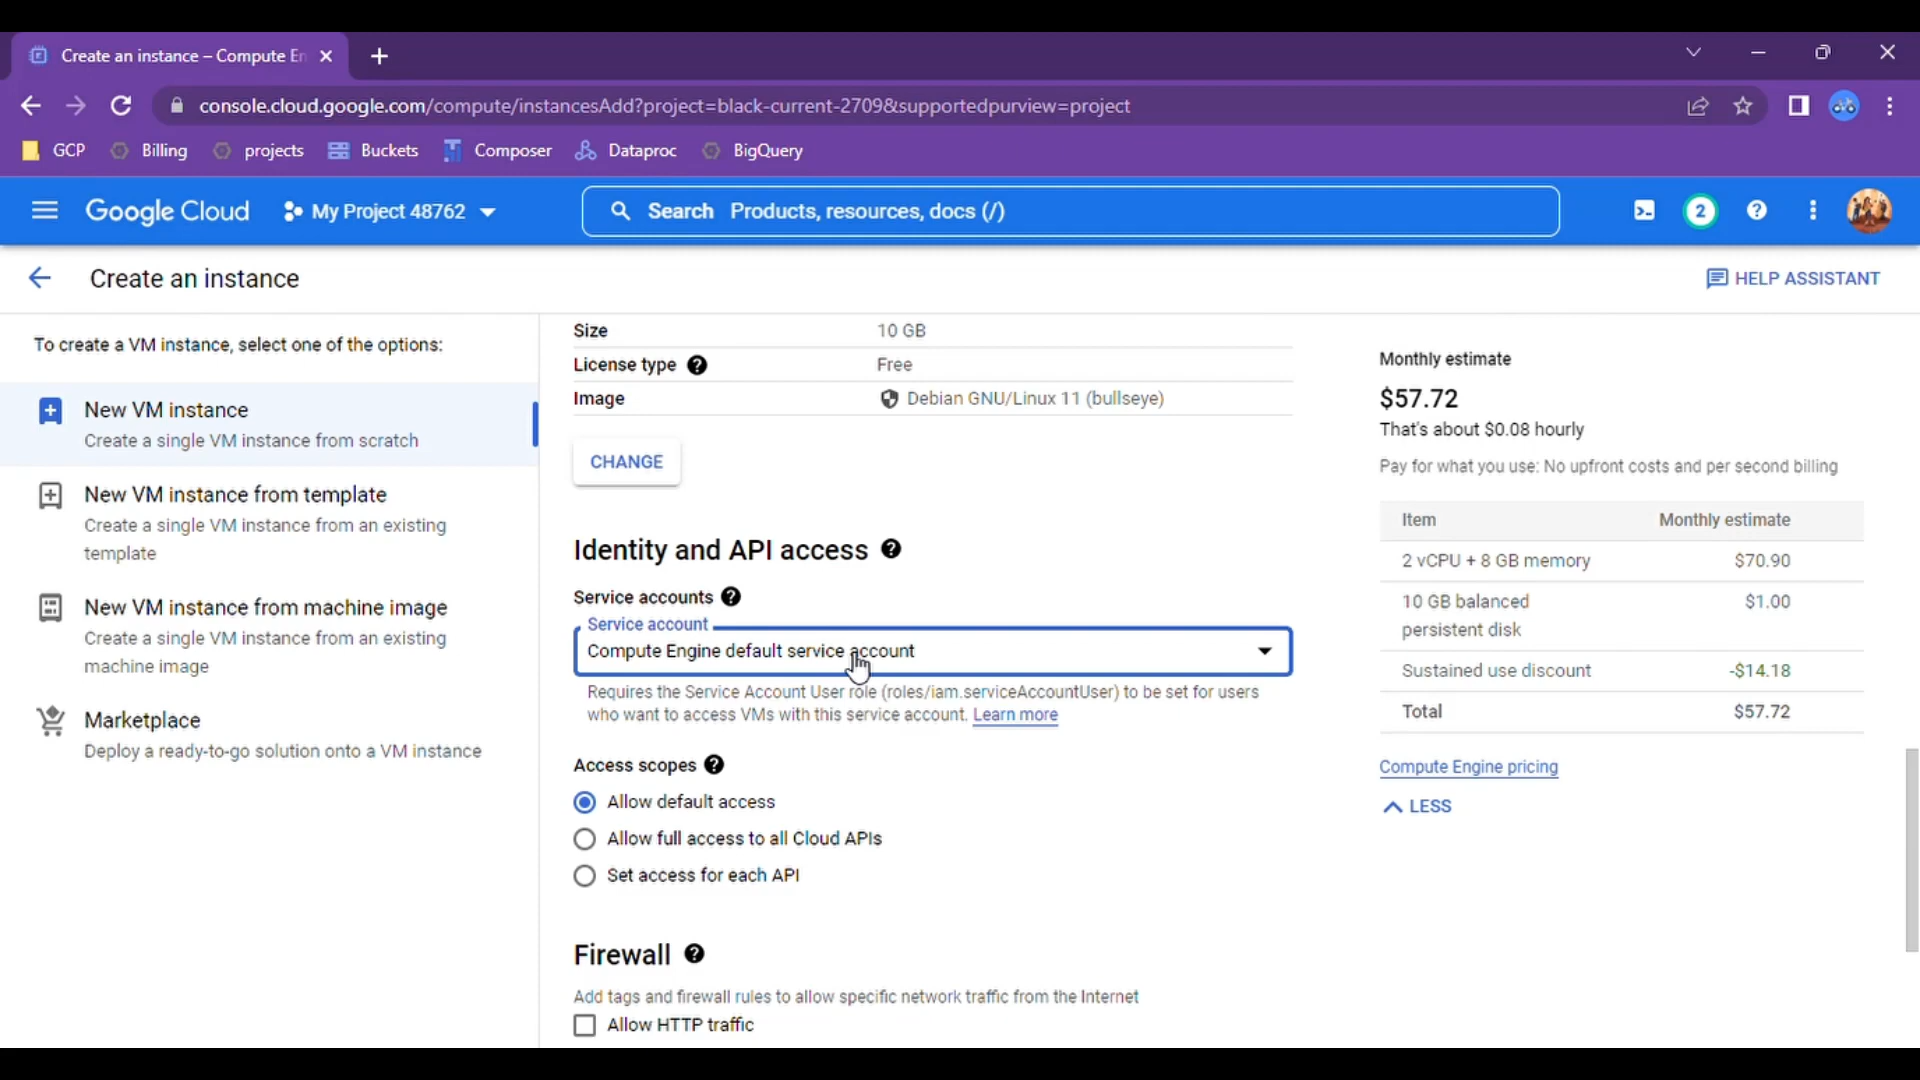 Create an instance – Compute En
console.cloud.google.com/compute/instancesAdd?project=black-current-2709&supportedpurview=project
GCP Billing projects Buckets Composer Dataproc BigQuery
Google Cloud My Project 48762 Search Products, resources, docs (/) 2
Create an instance HELP ASSISTANT
To create a VM instance, select one of the options:
New VM instance
Create a single VM instance from scratch
New VM instance from template
Create a single VM instance from an existing
template
New VM instance from machine image
Create a single VM instance from an existing
machine image
Marketplace
Deploy a ready-to-go solution onto a VM instance
Size 10 GB
License type Free
Image Debian GNU/Linux 11 (bullseye)
CHANGE
Identity and API access
Service accounts
Service account
Compute Engine default service account
Requires the Service Account User role (roles/iam.serviceAccountUser) to be set for users
who want to access VMs with this service account. Learn more
Access scopes
Allow default access
Allow full access to all Cloud APIs
Set access for each API
Firewall
Add tags and firewall rules to allow specific network traffic from the Internet
Allow HTTP traffic
Monthly estimate
$57.72
That's about $0.08 hourly
Pay for what you use: No upfront costs and per second billing
Item Monthly estimate
2 vCPU + 8 GB memory $70.90
10 GB balanced $1.00
persistent disk
Sustained use discount -$14.18
Total $57.72
Compute Engine pricing
LESS